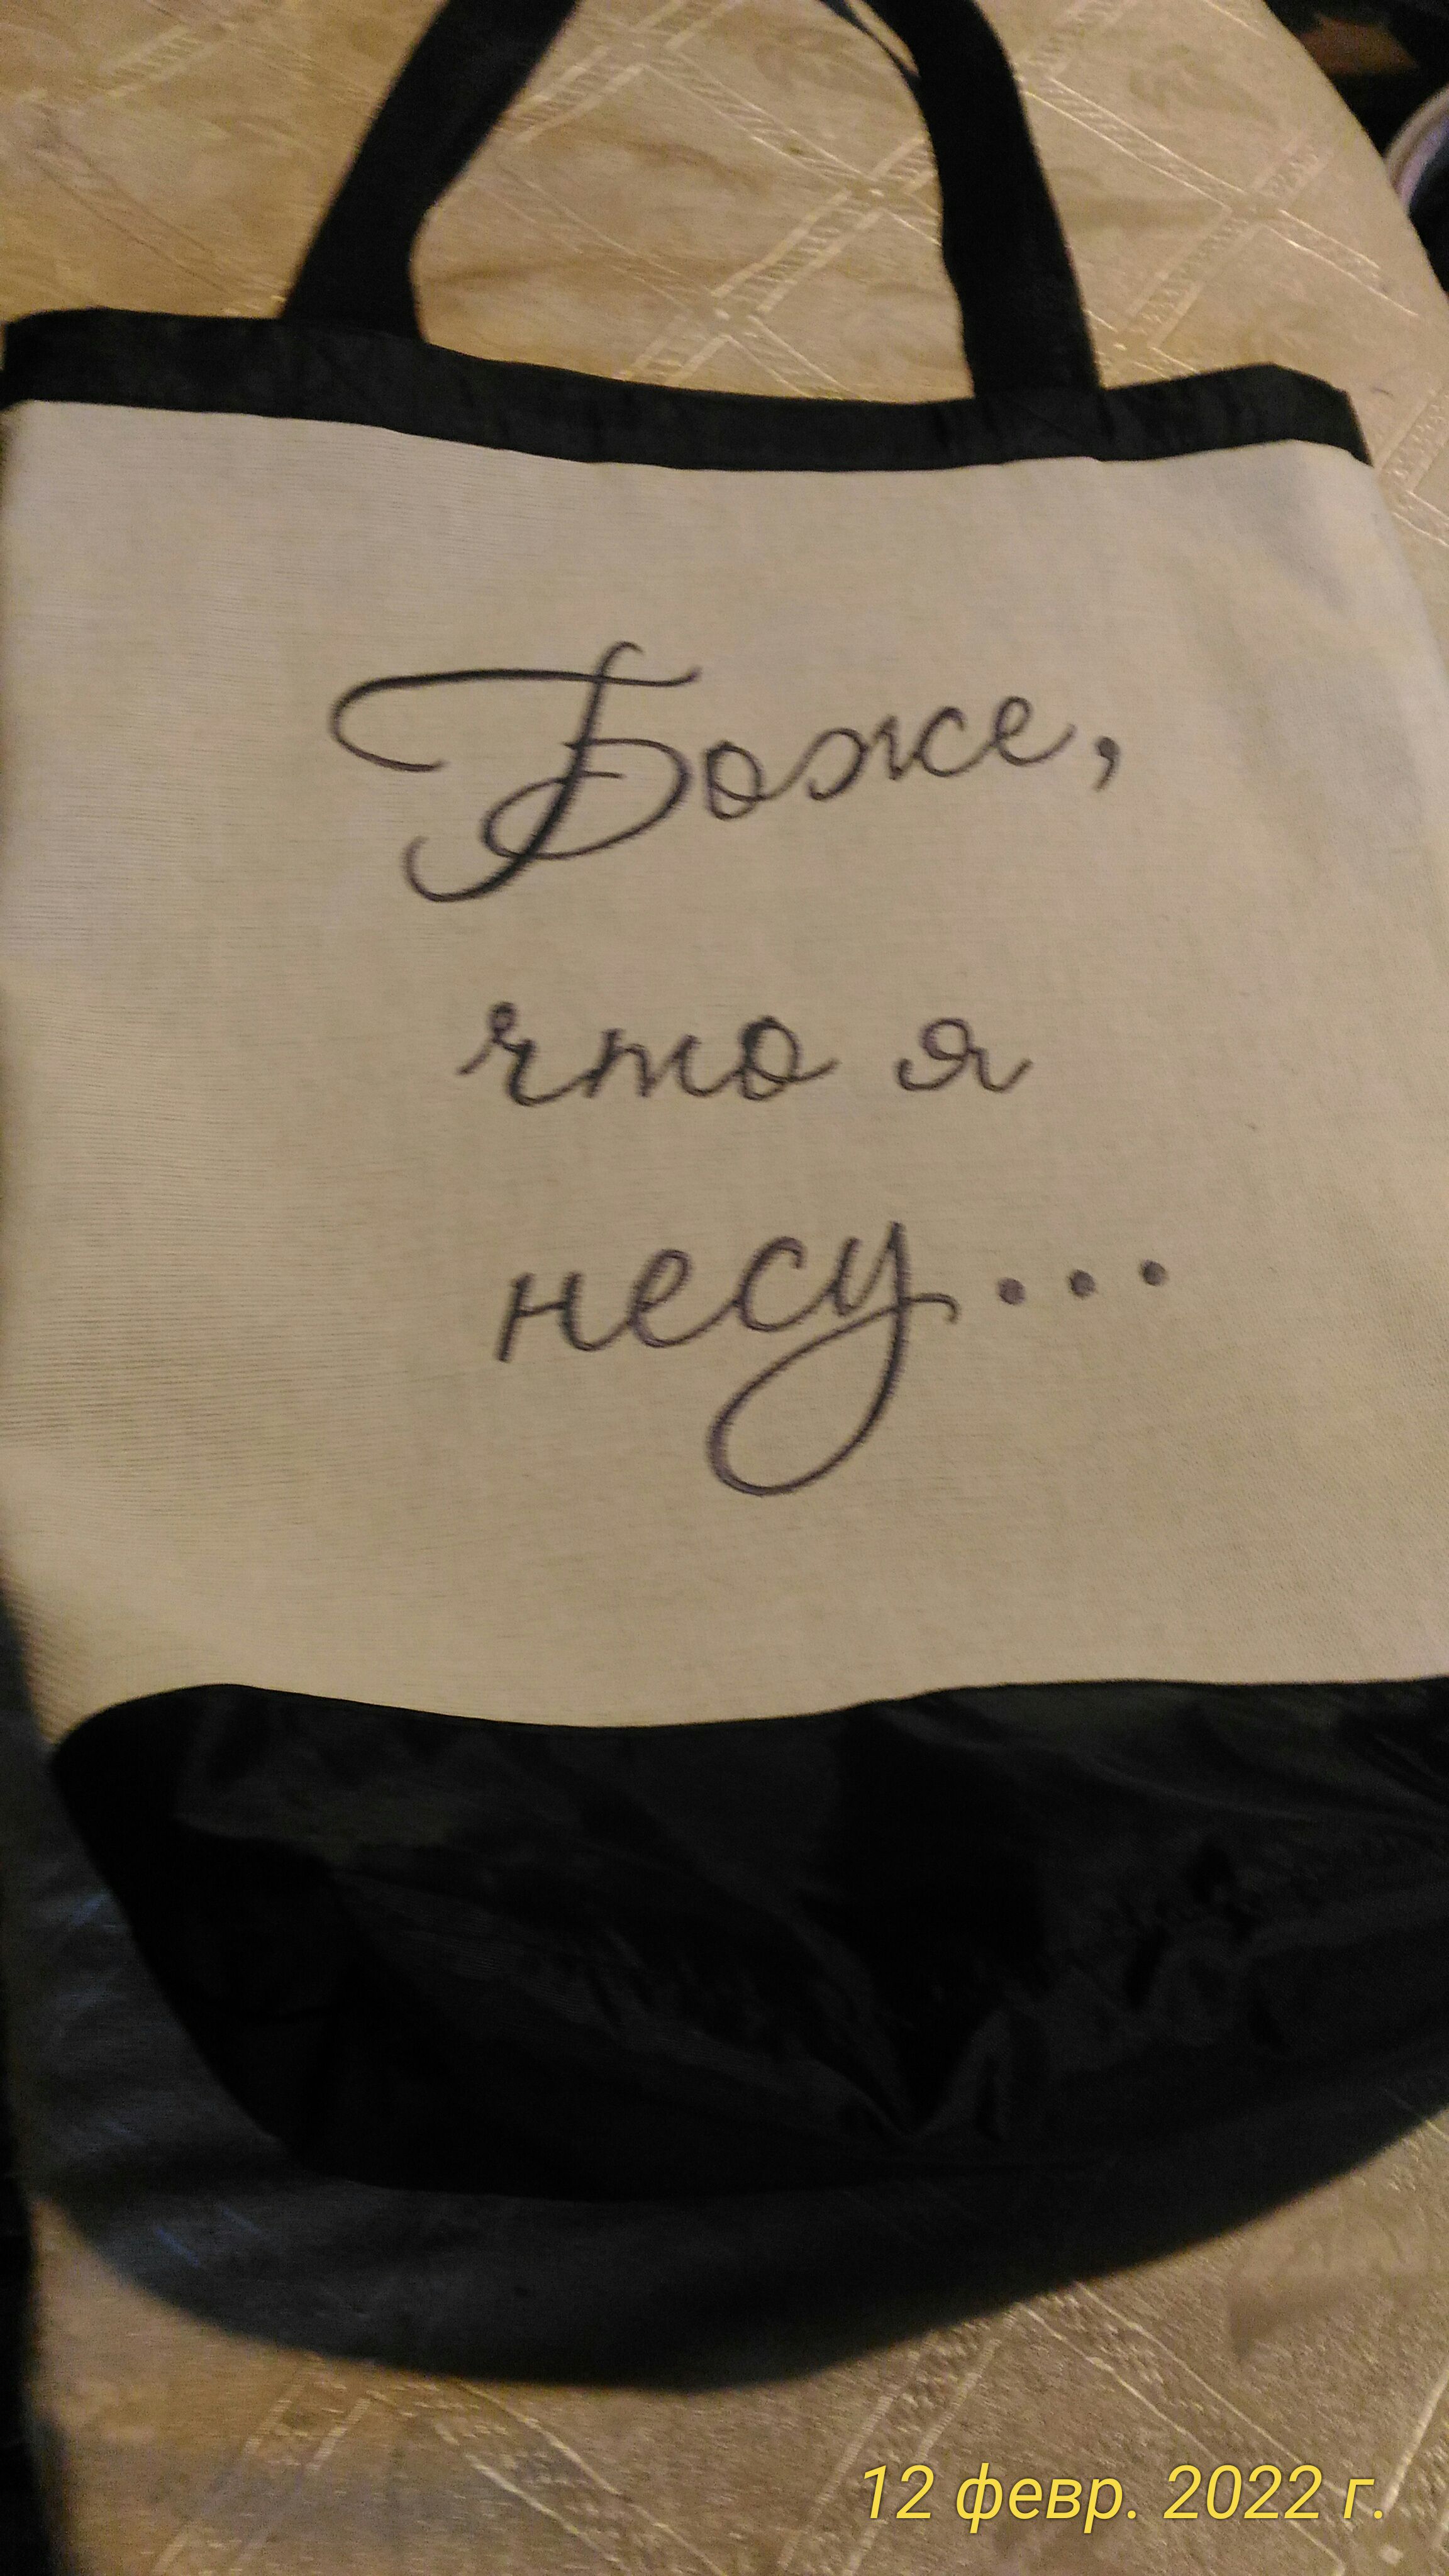 Боже,
что я
несу...
12 февр. 2022 г.